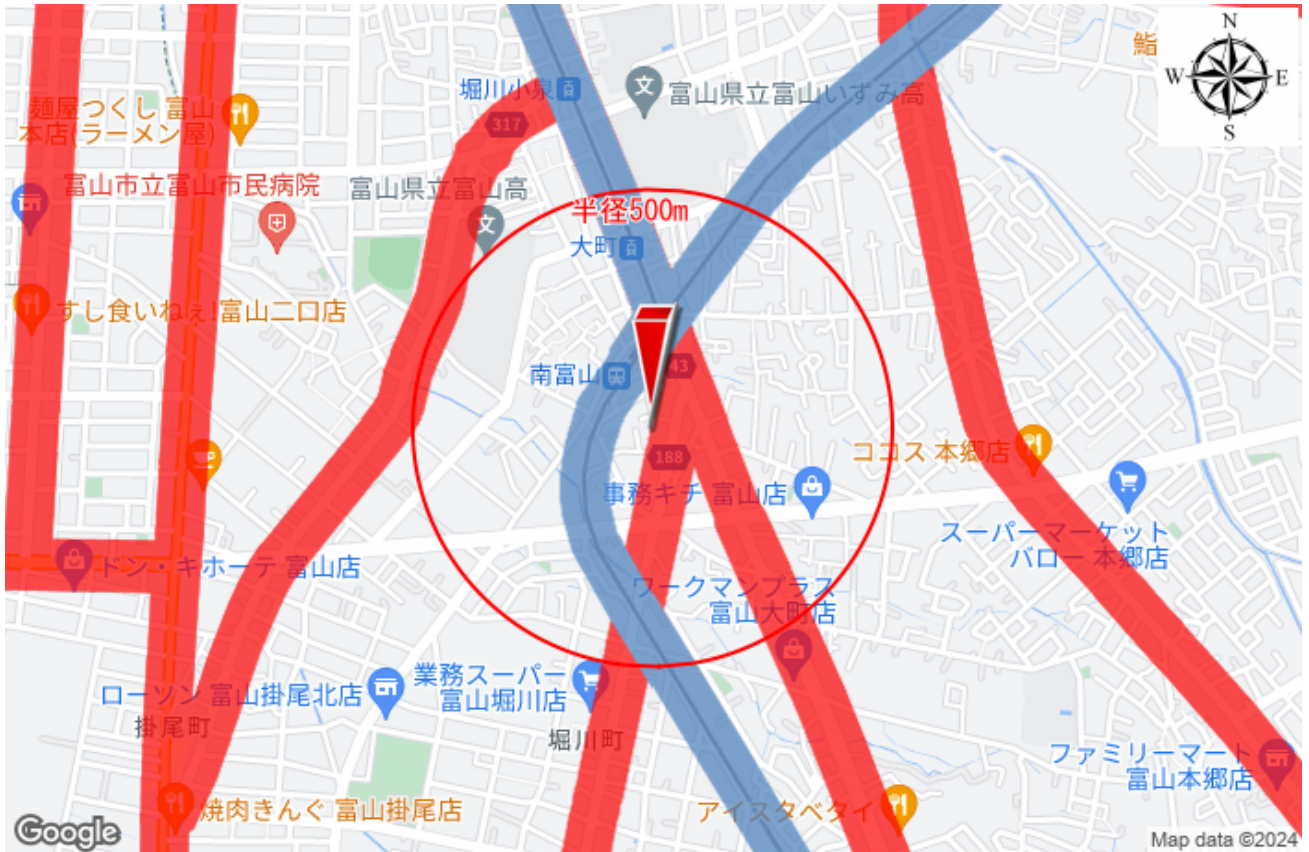 N
W
E
S
鮨
堀川小泉
富山県立富山いずみ高
麺屋つくし 富山
本店(ラーメン屋)
317
富山市立富山市民病院
富山県立富山高
半径500m
大町
すし食いねぇ!富山二口店
南富山
43
188
ココス 本郷店
事務キチ 富山店
スーパーマーケット
バロー 本郷店
ドン・キホーテ 富山店
ワークマンプラス
富山大町店
ローソン 富山掛尾北店
業務スーパー
富山堀川店
掛尾町
堀川町
ファミリーマート
富山本郷店
焼肉きんぐ 富山掛尾店
アイスタベタイ
Google
Map data ©2024